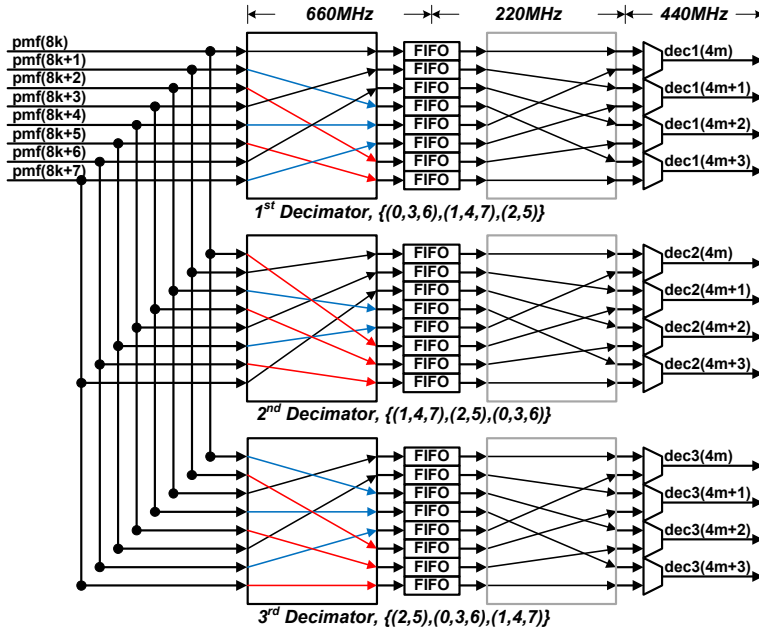 660MHz 220MHz 440MHz
pmf(8k)
pmf(8k+1)
pmf(8k+2)
pmf(8k+3)
pmf(8k+4)
pmf(8k+5)
pmf(8k+6)
pmf(8k+7)
FIFO
FIFO
FIFO
FIFO
FIFO
FIFO
FIFO
FIFO
dec1(4m)
dec1(4m+1)
dec1(4m+2)
dec1(4m+3)
1st Decimator, {(0,3,6),(1,4,7),(2,5)}
FIFO
FIFO
FIFO
FIFO
FIFO
FIFO
FIFO
FIFO
dec2(4m)
dec2(4m+1)
dec2(4m+2)
dec2(4m+3)
2nd Decimator, {(1,4,7),(2,5),(0,3,6)}
FIFO
FIFO
FIFO
FIFO
FIFO
FIFO
FIFO
FIFO
dec3(4m)
dec3(4m+1)
dec3(4m+2)
dec3(4m+3)
3rd Decimator, {(2,5),(0,3,6),(1,4,7)}